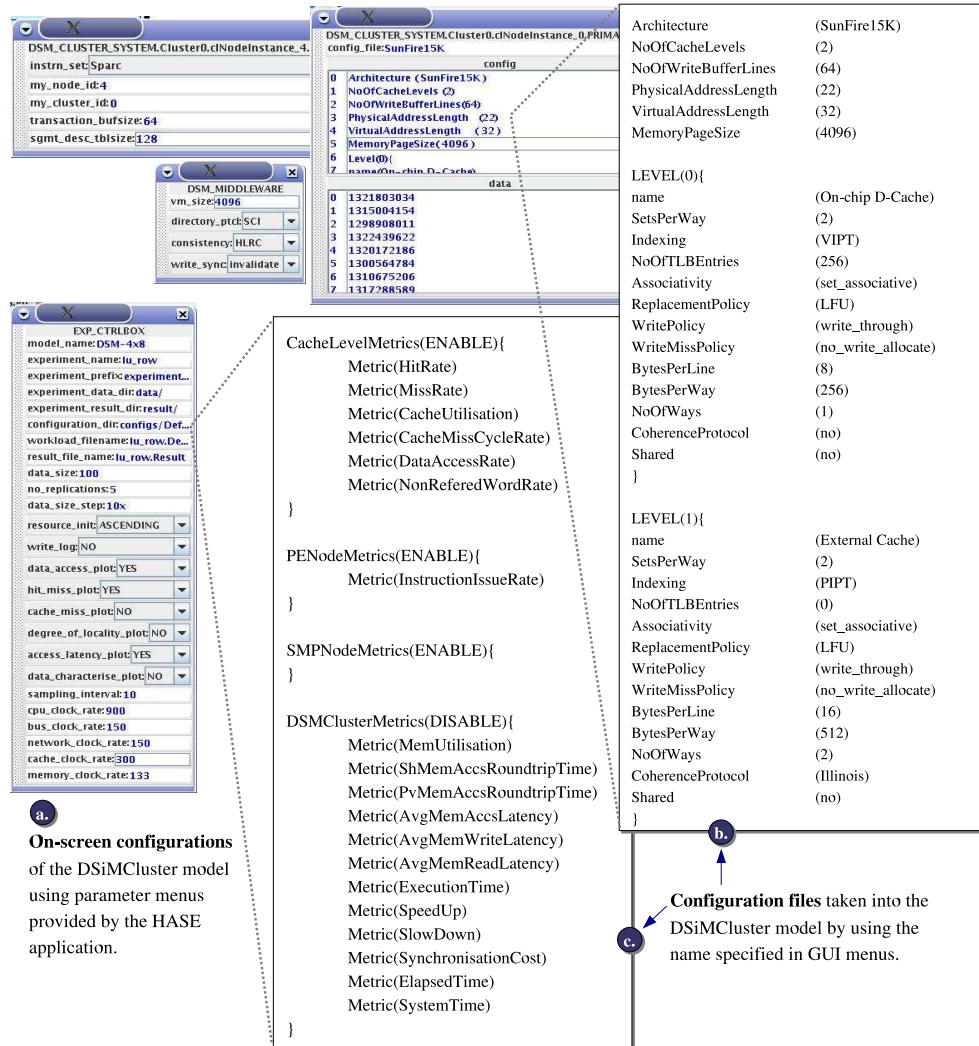 DSM_CLUSTER_SYSTEM.Cluster0.clNodeInstance_4.
instrn_set: Sparc
my_node_id: 4
my_cluster_id: 0
transaction_bufsize: 64
sgmt_desc_tblsize: 128
DSM_MIDDLEWARE
vm_size: 4096
directory_ptcl: SCI
consistency: HLRC
write_sync: invalidate
DSM_CLUSTER_SYSTEM.Cluster0.clNodeInstance_0.PRIMA
config_file: SunFire15K
config
0 Architecture (SunFire15K)
1 NoOfCacheLevels (2)
2 NoOfWriteBufferLines(64)
3 PhysicalAddressLength (22)
4 VirtualAddressLength (32)
5 MemoryPageSize(4096)
6 Level(0){
7 name(On-chip D-Cache)
data
0 1321803034
1 1315004154
2 1298908011
3 1322439622
4 1320172186
5 1300564784
6 1310675206
7 1317288589
EXP_CTRLBOX
model_name: DSM-4x8
experiment_name: lu_row
experiment_prefix: experiment...
experiment_data_dir: data/
experiment_result_dir: result/
configuration_dir: configs/Def...
workload_filename: lu_row.De...
result_file_name: lu_row.Result
data_size: 100
no_replications: 5
data_size_step: 10x
resource_init: ASCENDING
write_log: NO
data_access_plot: YES
hit_miss_plot: YES
cache_miss_plot: NO
degree_of_locality_plot: NO
access_latency_plot: YES
data_characterise_plot: NO
sampling_interval: 10
cpu_clock_rate: 900
bus_clock_rate: 150
network_clock_rate: 150
cache_clock_rate: 300
memory_clock_rate: 133
a.
On-screen configurations
of the DSiMCluster model
using parameter menus
provided by the HASE
application.
CacheLevelMetrics(ENABLE){
Metric(HitRate)
Metric(MissRate)
Metric(CacheUtilisation)
Metric(CacheMissCycleRate)
Metric(DataAccessRate)
Metric(NonReferedWordRate)
}
PENodeMetrics(ENABLE){
Metric(InstructionIssueRate)
}
SMPNodeMetrics(ENABLE){
}
DSMClusterMetrics(DISABLE){
Metric(MemUtilisation)
Metric(ShMemAccsRoundtripTime)
Metric(PvMemAccsRoundtripTime)
Metric(AvgMemAccsLatency)
Metric(AvgMemWriteLatency)
Metric(AvgMemReadLatency)
Metric(ExecutionTime)
Metric(SpeedUp)
Metric(SlowDown)
Metric(SynchronisationCost)
Metric(ElapsedTime)
Metric(SystemTime)
}
Architecture (SunFire15K)
NoOfCacheLevels (2)
NoOfWriteBufferLines (64)
PhysicalAddressLength (22)
VirtualAddressLength (32)
MemoryPageSize (4096)
LEVEL(0){
name (On-chip D-Cache)
SetsPerWay (2)
Indexing (VIPT)
NoOfTLBEntries (256)
Associativity (set_associative)
ReplacementPolicy (LFU)
WritePolicy (write_through)
WriteMissPolicy (no_write_allocate)
BytesPerLine (8)
BytesPerWay (256)
NoOfWays (1)
CoherenceProtocol (no)
Shared (no)
}
LEVEL(1){
name (External Cache)
SetsPerWay (2)
Indexing (PIPT)
NoOfTLBEntries (0)
Associativity (set_associative)
ReplacementPolicy (LFU)
WritePolicy (write_through)
WriteMissPolicy (no_write_allocate)
BytesPerLine (16)
BytesPerWay (512)
NoOfWays (2)
CoherenceProtocol (Illinois)
Shared (no)
}
b.
c.
Configuration files taken into the
DSiMCluster model by using the
name specified in GUI menus.